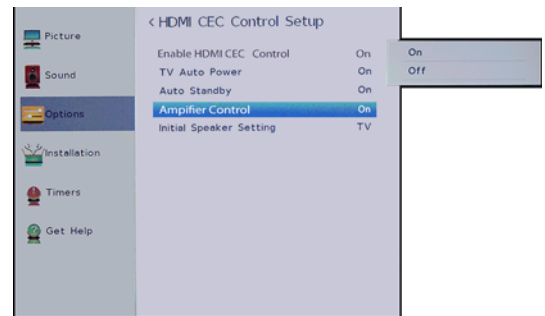 Picture
Sound
Options
Installation
Timers
Get Help
< HDMI CEC Control Setup
Enable HDMI CEC Control On
TV Auto Power On
Auto Standby On
Ampifier Control On
Initial Speaker Setting TV
On
Off